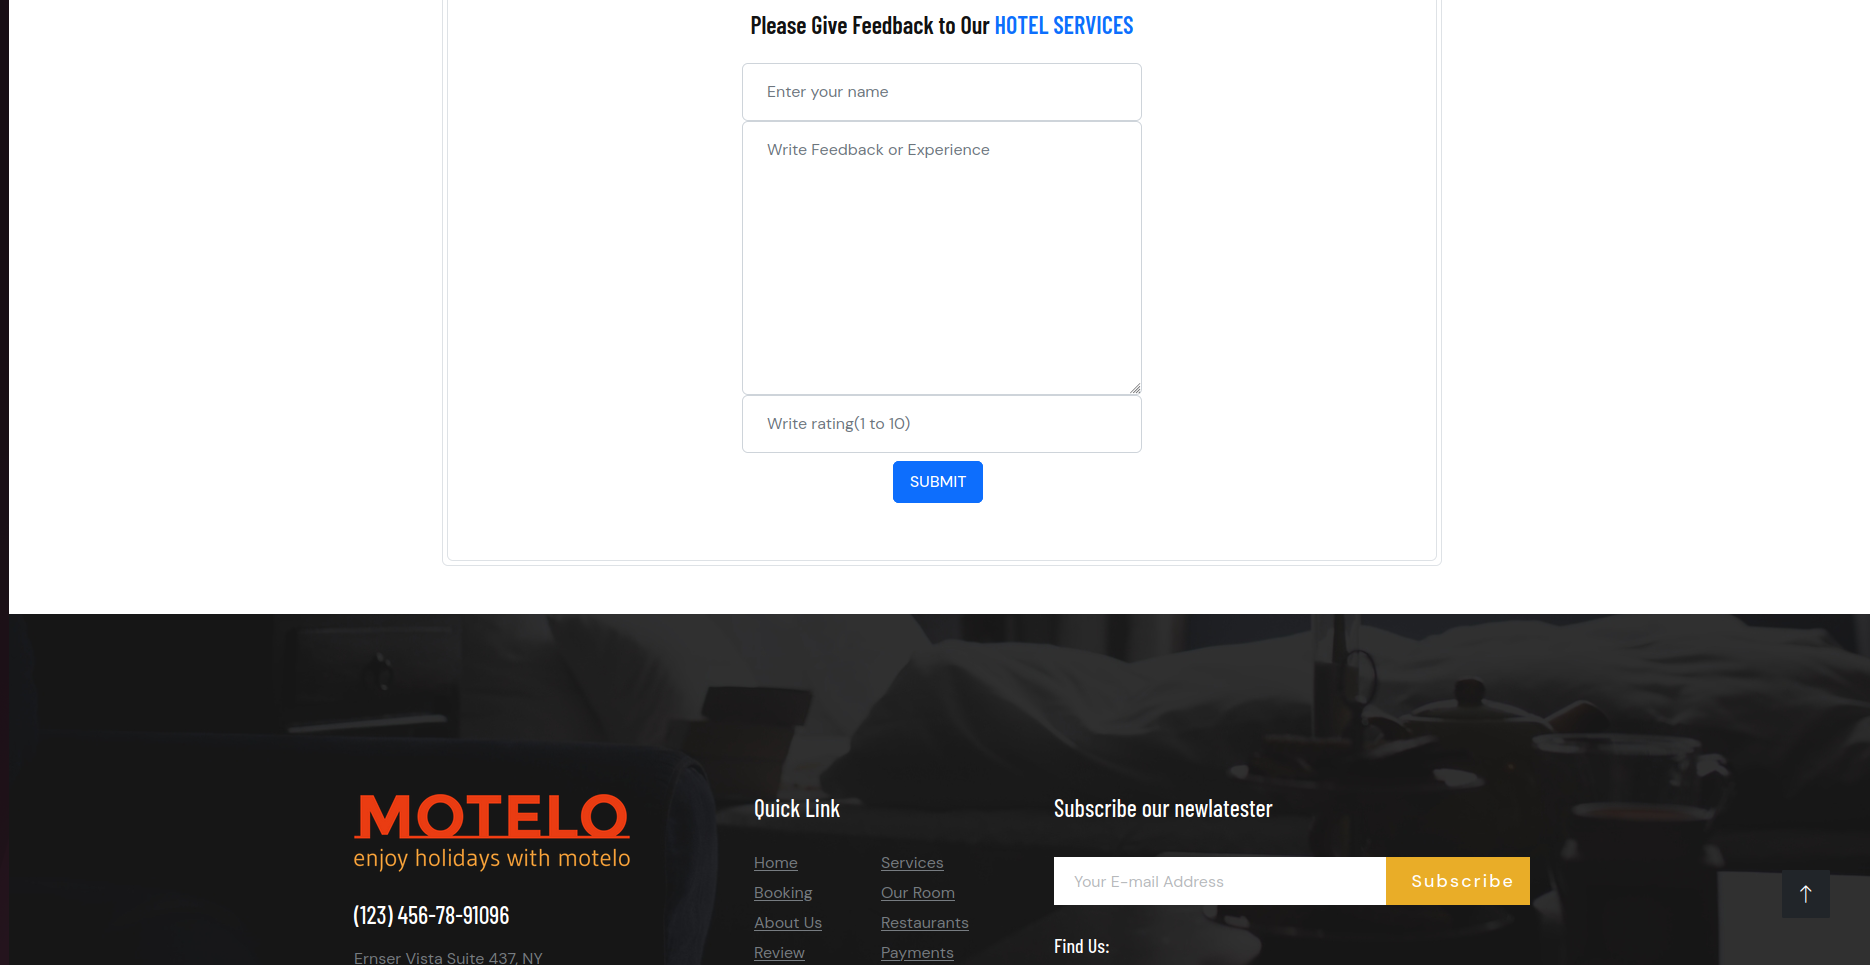 Please Give Feedback to Our HOTEL SERVICES
Enter your name
Write Feedback or Experience
Write rating(1 to 10)
SUBMIT
MOTELO
enjoy holidays with motelo
(123) 456-78-91096
Ernser Vista Suite 437, NY
Quick Link
Home
Booking
About Us
Review
Services
Our Room
Restaurants
Payments
Subscribe our newlatester
Your E-mail Address
Subscribe
Find Us: